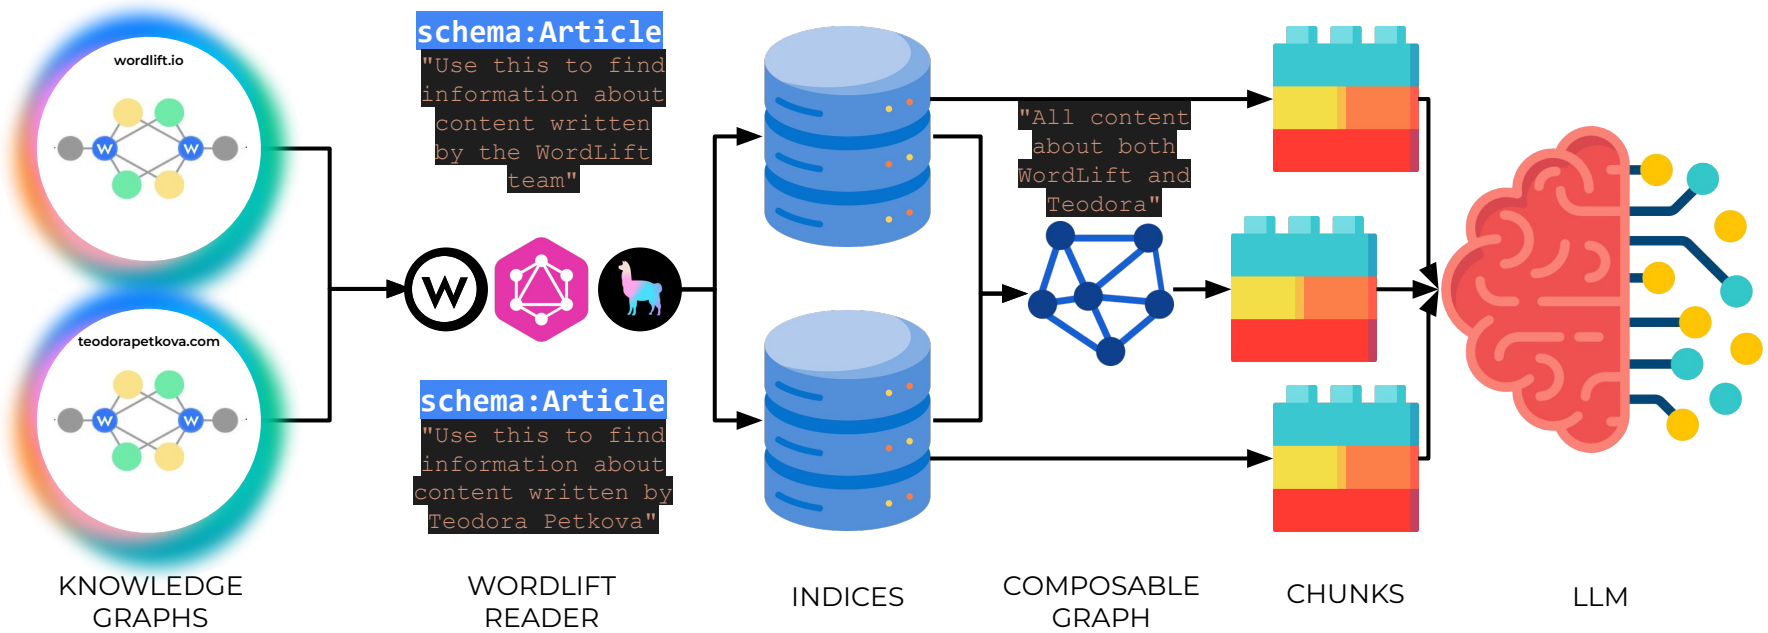 wordlift.io
W W
teodorapetkova.com
W W
schema:Article
"Use this to find
information about
content written
by the WordLift
team"
W
schema:Article
"Use this to find
information about
content written by
Teodora Petkova"
"All content
about both
WordLift and
Teodora"
KNOWLEDGE
GRAPHS
WORDLIFT
READER
INDICES
COMPOSABLE
GRAPH
CHUNKS
LLM